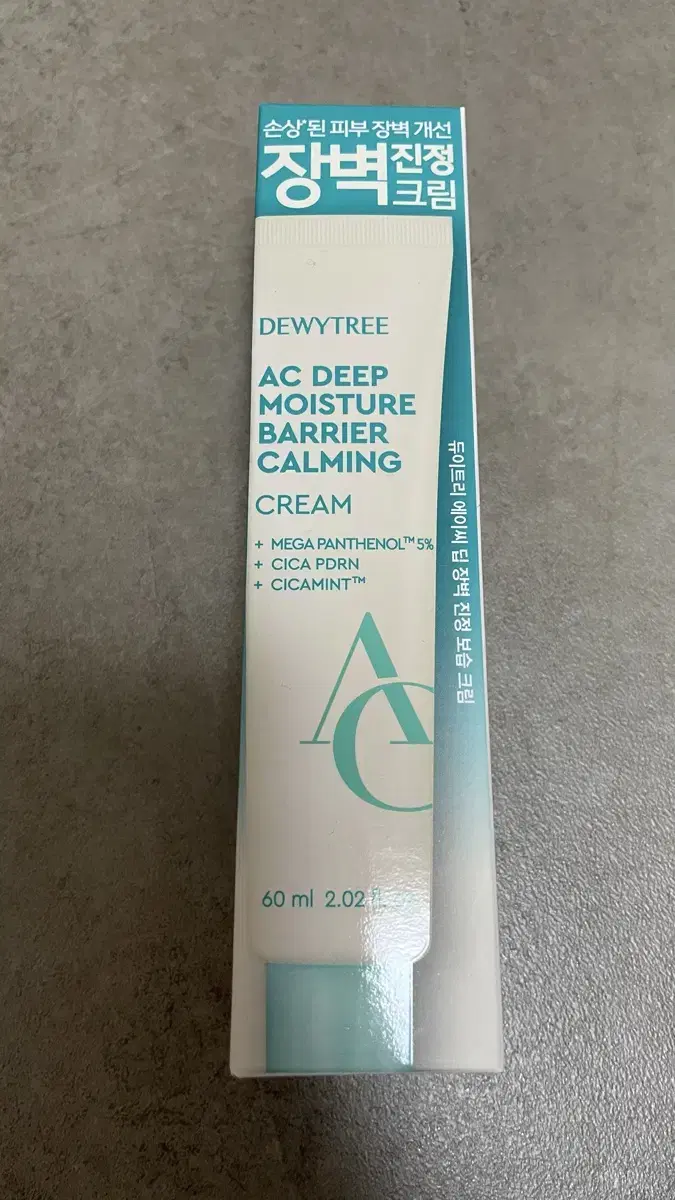 손상*된 피부 장벽 개선
장벽진정
크림
DEWYTREE
AC DEEP
MOISTURE
BARRIER
CALMING
CREAM
+ MEGA PANTHENOL™ 5%
+ CICA PDRN
+ CICAMINT™
AC
60 ml 2.02 fl.
듀이트리 에이씨 딥 장벽 진정 보습 크림